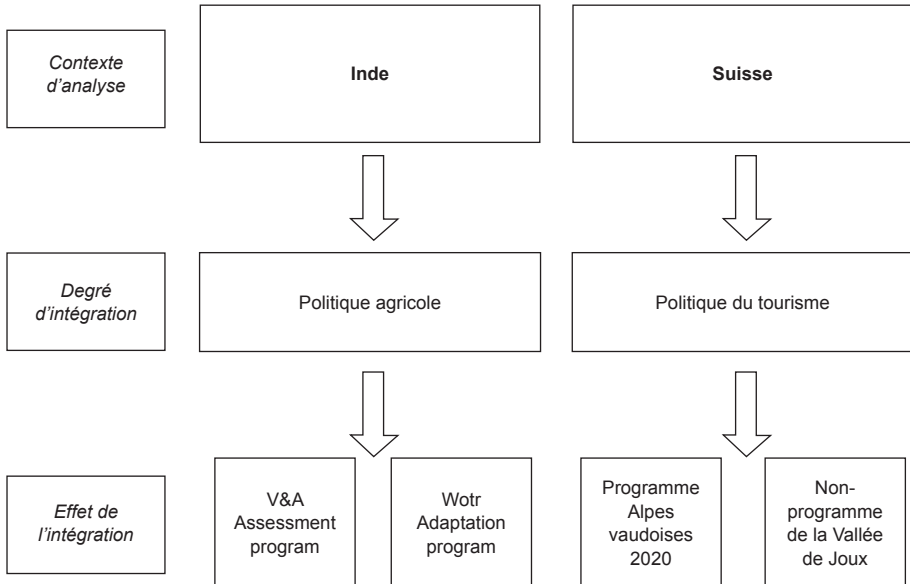 Contexte
d’analyse
Inde
Suisse
Degré
d’intégration
Politique agricole
Politique du tourisme
Effet de
l’intégration
V&A
Assessment
program
Wotr
Adaptation
program
Programme
Alpes
vaudoises
2020
Non-
programme
de la Vallée
de Joux